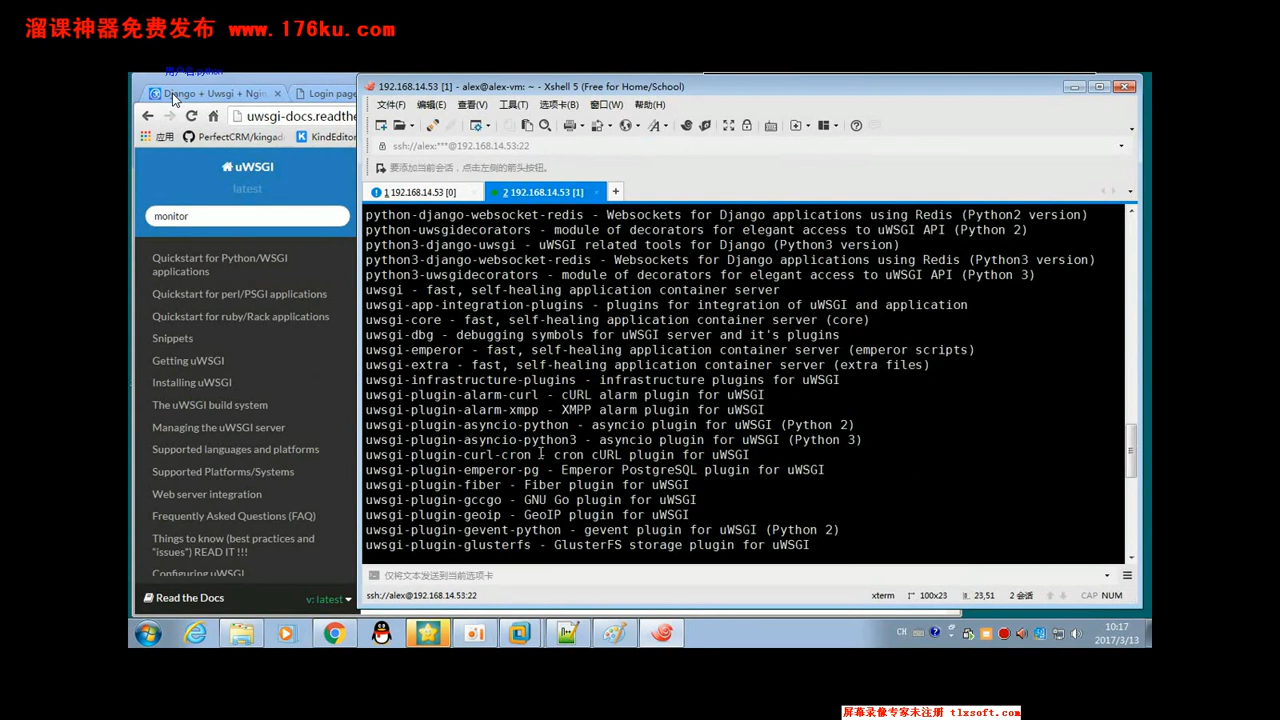 溜课神器免费发布 www.176ku.com
用户名:python
Django + Uwsgi + Ngin
Login page
uwsgi-docs.readthe
应用
PerfectCRM/kingad
KindEditor
uWSGI
latest
monitor
Quickstart for Python/WSGI
applications
Quickstart for perl/PSGI applications
Quickstart for ruby/Rack applications
Snippets
Getting uWSGI
Installing uWSGI
The uWSGI build system
Managing the uWSGI server
Supported languages and platforms
Supported Platforms/Systems
Web server integration
Frequently Asked Questions (FAQ)
Things to know (best practices and
"issues") READ IT !!!
Configuring uWSGI
Read the Docs
v: latest
192.168.14.53 [1] - alex@alex-vm: ~ - Xshell 5 (Free for Home/School)
文件(F) 编辑(E) 查看(V) 工具(T) 选项卡(B) 窗口(W) 帮助(H)
ssh://alex:***@192.168.14.53:22
要添加当前会话，点击左侧的箭头按钮。
1 192.168.14.53 [0]
2 192.168.14.53 [1]
python-django-websocket-redis - Websockets for Django applications using Redis (Python2 version)
python-uwsgidecorators - module of decorators for elegant access to uWSGI API (Python 2)
python3-django-uwsgi - uWSGI related tools for Django (Python3 version)
python3-django-websocket-redis - Websockets for Django applications using Redis (Python3 version)
python3-uwsgidecorators - module of decorators for elegant access to uWSGI API (Python 3)
uwsgi - fast, self-healing application container server
uwsgi-app-integration-plugins - plugins for integration of uWSGI and application
uwsgi-core - fast, self-healing application container server (core)
uwsgi-dbg - debugging symbols for uWSGI server and it's plugins
uwsgi-emperor - fast, self-healing application container server (emperor scripts)
uwsgi-extra - fast, self-healing application container server (extra files)
uwsgi-infrastructure-plugins - infrastructure plugins for uWSGI
uwsgi-plugin-alarm-curl - cURL alarm plugin for uWSGI
uwsgi-plugin-alarm-xmpp - XMPP alarm plugin for uWSGI
uwsgi-plugin-asyncio-python - asyncio plugin for uWSGI (Python 2)
uwsgi-plugin-asyncio-python3 - asyncio plugin for uWSGI (Python 3)
uwsgi-plugin-curl-cron - cron cURL plugin for uWSGI
uwsgi-plugin-emperor-pg - Emperor PostgreSQL plugin for uWSGI
uwsgi-plugin-fiber - Fiber plugin for uWSGI
uwsgi-plugin-gccgo - GNU Go plugin for uWSGI
uwsgi-plugin-geoip - GeoIP plugin for uWSGI
uwsgi-plugin-gevent-python - gevent plugin for uWSGI (Python 2)
uwsgi-plugin-glusterfs - GlusterFS storage plugin for uWSGI
仅将文本发送到当前选项卡
ssh://alex@192.168.14.53:22
xterm
100x23
23,51
2 会话
CAP NUM
CH
10:17
2017/3/13
屏幕录像专家未注册 tlxsoft.com